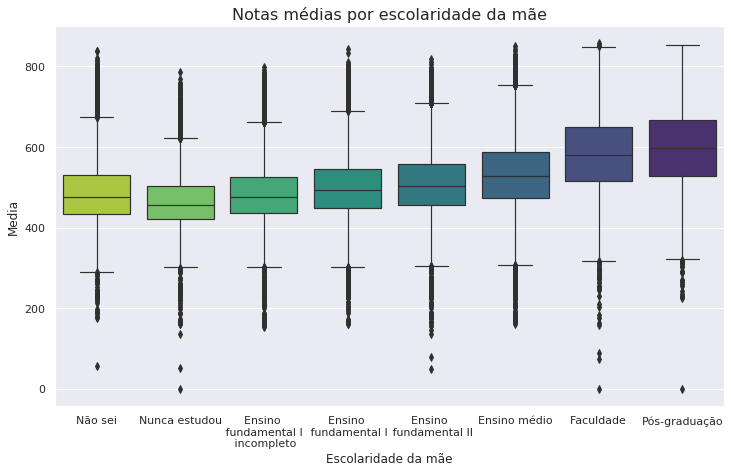 Notas médias por escolaridade da mãe
Media
800
600
400
200
0
Não sei
Nunca estudou
Ensino
fundamental I
incompleto
Ensino
fundamental I
Ensino
fundamental II
Ensino médio
Faculdade
Pós-graduação
Escolaridade da mãe